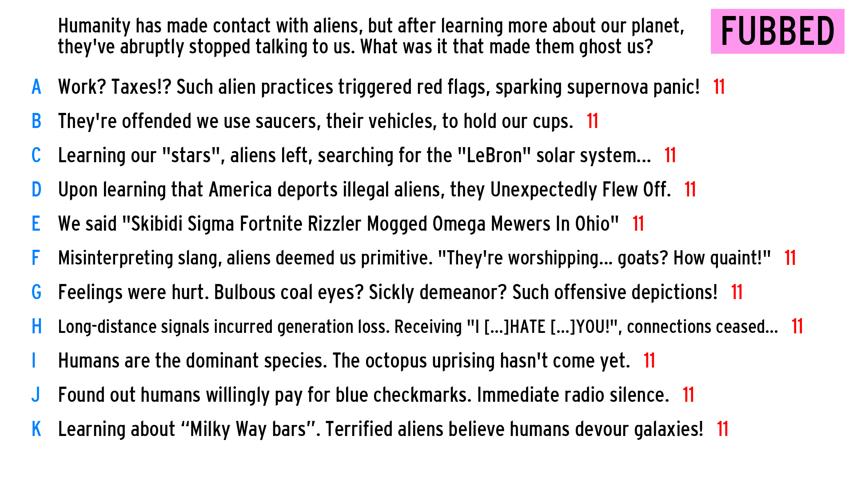 Humanity has made contact with aliens, but after learning more about our planet,
they've abruptly stopped talking to us. What was it that made them ghost us?
FUBBED
A Work? Taxes!? Such alien practices triggered red flags, sparking supernova panic! 11
B They're offended we use saucers, their vehicles, to hold our cups. 11
C Learning our "stars", aliens left, searching for the "LeBron" solar system... 11
D Upon learning that America deports illegal aliens, they Unexpectedly Flew Off. 11
E We said "Skibidi Sigma Fortnite Rizzler Mogged Omega Mewers In Ohio" 11
F Misinterpreting slang, aliens deemed us primitive. "They're worshipping... goats? How quaint!" 11
G Feelings were hurt. Bulbous coal eyes? Sickly demeanor? Such offensive depictions! 11
H Long-distance signals incurred generation loss. Receiving "I [...]HATE [...]YOU!", connections ceased... 11
I Humans are the dominant species. The octopus uprising hasn't come yet. 11
J Found out humans willingly pay for blue checkmarks. Immediate radio silence. 11
K Learning about “Milky Way bars”. Terrified aliens believe humans devour galaxies! 11